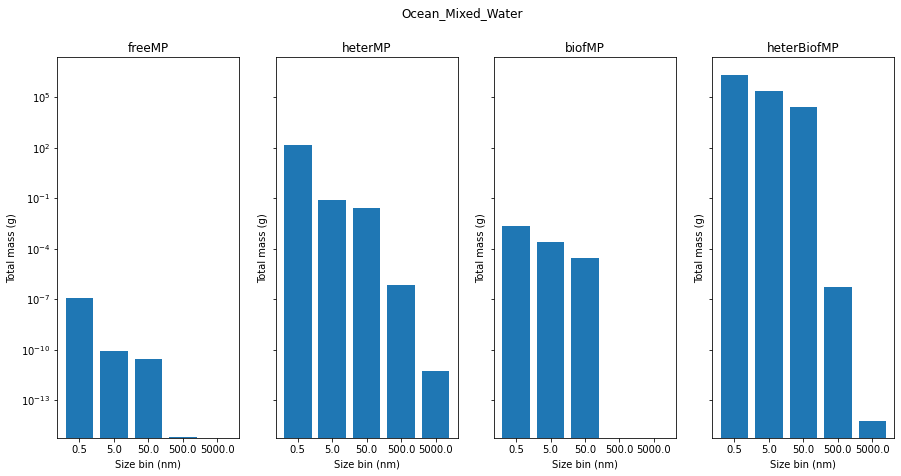 Ocean_Mixed_Water
freeMP
heterMP
biofMP
heterBiofMP
10^5
10^2
10^-1
10^-4
10^-7
10^-10
10^-13
Total mass (g)
Total mass (g)
Total mass (g)
Total mass (g)
0.5 5.0 50.0 500.0 5000.0
0.5 5.0 50.0 500.0 5000.0
0.5 5.0 50.0 500.0 5000.0
0.5 5.0 50.0 500.0 5000.0
Size bin (nm)
Size bin (nm)
Size bin (nm)
Size bin (nm)